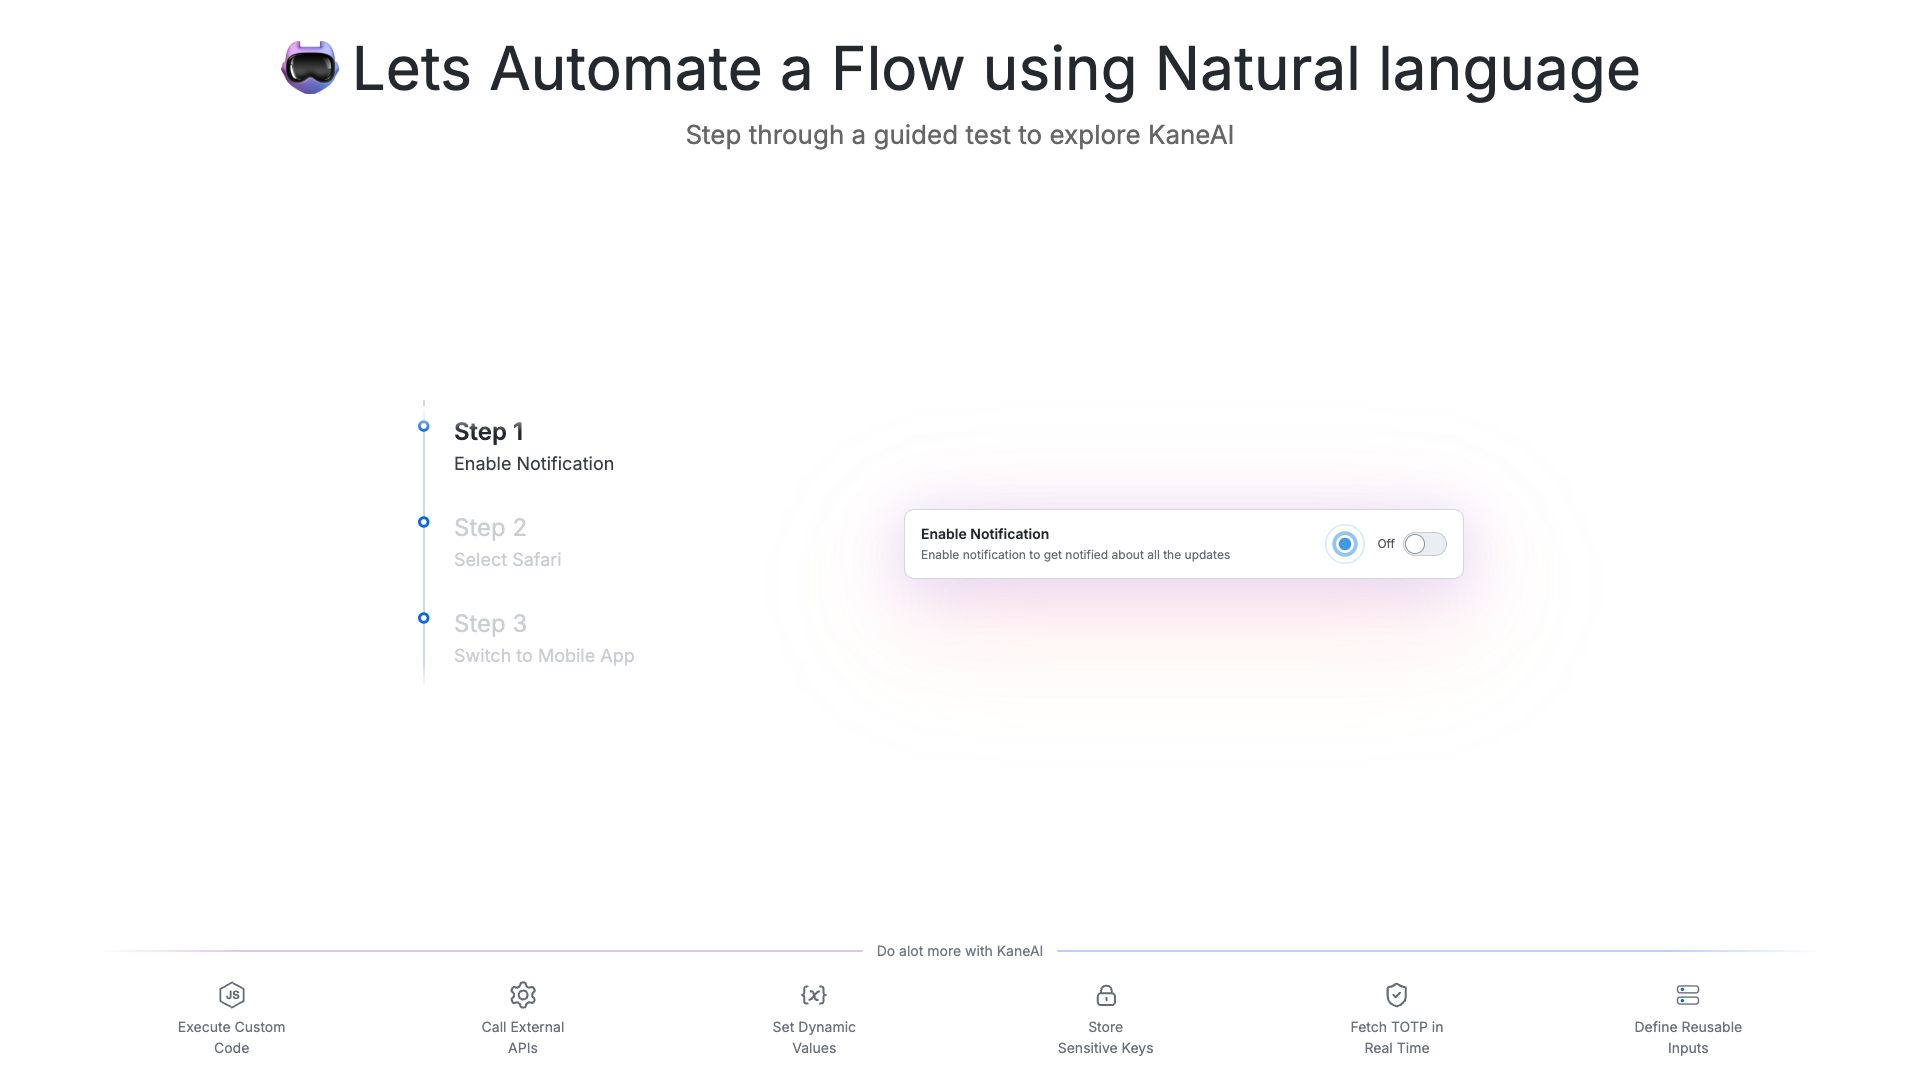 Lets Automate a Flow using Natural language
Step through a guided test to explore KaneAI
Step 1
Enable Notification
Step 2
Select Safari
Step 3
Switch to Mobile App
Enable Notification
Enable notification to get notified about all the updates
Off
Do alot more with KaneAI
JS
Execute Custom
Code
Call External
APIs
{x}
Set Dynamic
Values
Store
Sensitive Keys
Fetch TOTP in
Real Time
Define Reusable
Inputs